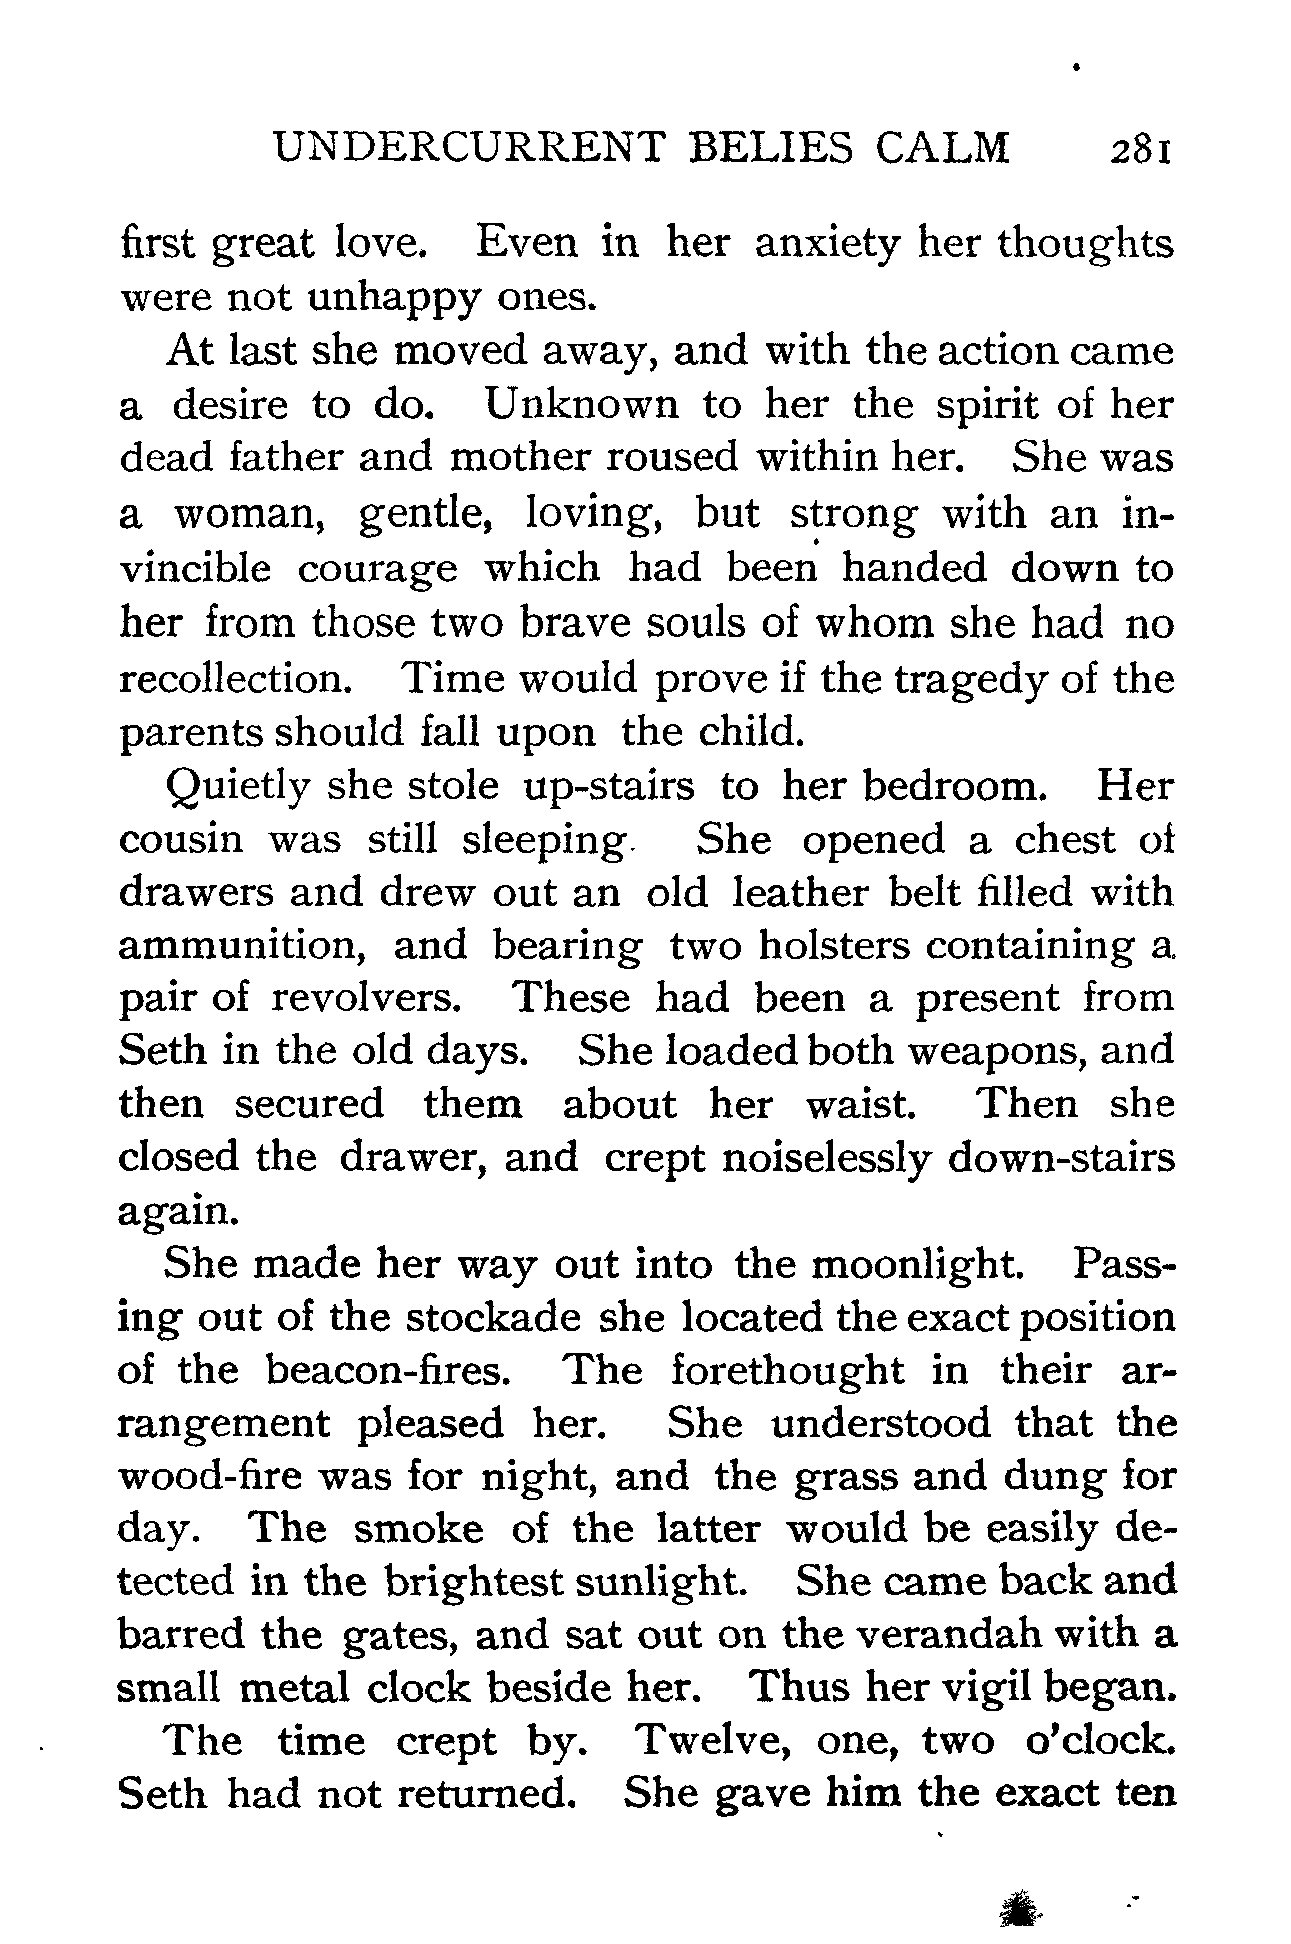 UNDERCURRENT BELIES CALM 281
first great love. Even in her anxiety her thoughts
were not unhappy ones.
At last she moved away, and with the action came
a desire to do. Unknown to her the spirit of her
dead father and mother roused within her. She was
a woman, gentle, loving, but strong with an in-
vincible courage which had been handed down to
her from those two brave souls of whom she had no
recollection. Time would prove if the tragedy of the
parents should fall upon the child.
Quietly she stole up-stairs to her bedroom. Her
cousin was still sleeping. She opened a chest of
drawers and drew out an old leather belt filled with
ammunition, and bearing two holsters containing a
pair of revolvers. These had been a present from
Seth in the old days. She loaded both weapons, and
then secured them about her waist. Then she
closed the drawer, and crept noiselessly down-stairs
again.
She made her way out into the moonlight. Pass-
ing out of the stockade she located the exact position
of the beacon-fires. The forethought in their ar-
rangement pleased her. She understood that the
wood-fire was for night, and the grass and dung for
day. The smoke of the latter would be easily de-
tected in the brightest sunlight. She came back and
barred the gates, and sat out on the verandah with a
small metal clock beside her. Thus her vigil began.
The time crept by. Twelve, one, two o'clock.
Seth had not returned. She gave him the exact ten